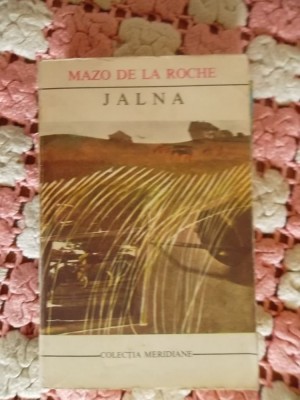 MAZO DE LA ROCHE
JALNA
COLECȚIA MERIDIANE